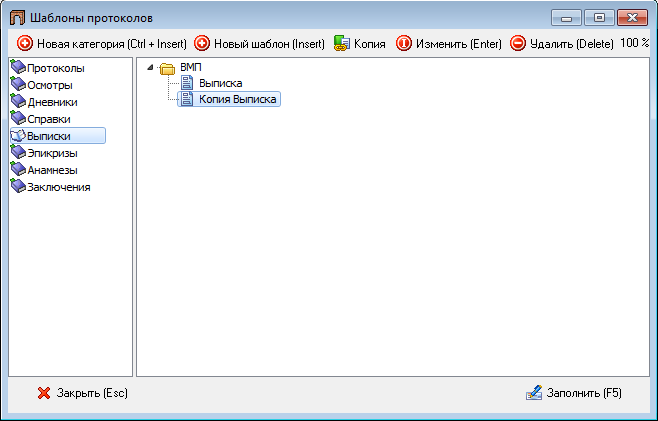 Шаблоны протоколов
Новая категория (Ctrl + Insert) Новый шаблон (Insert) Копия Изменить (Enter) Удалить (Delete) 100 %
Протоколы
Осмотры
Дневники
Справки
Выписки
Эпикризы
Анамнезы
Заключения
ВМП
Выписка
Копия Выписка
Закрыть (Esc) Заполнить (F5)